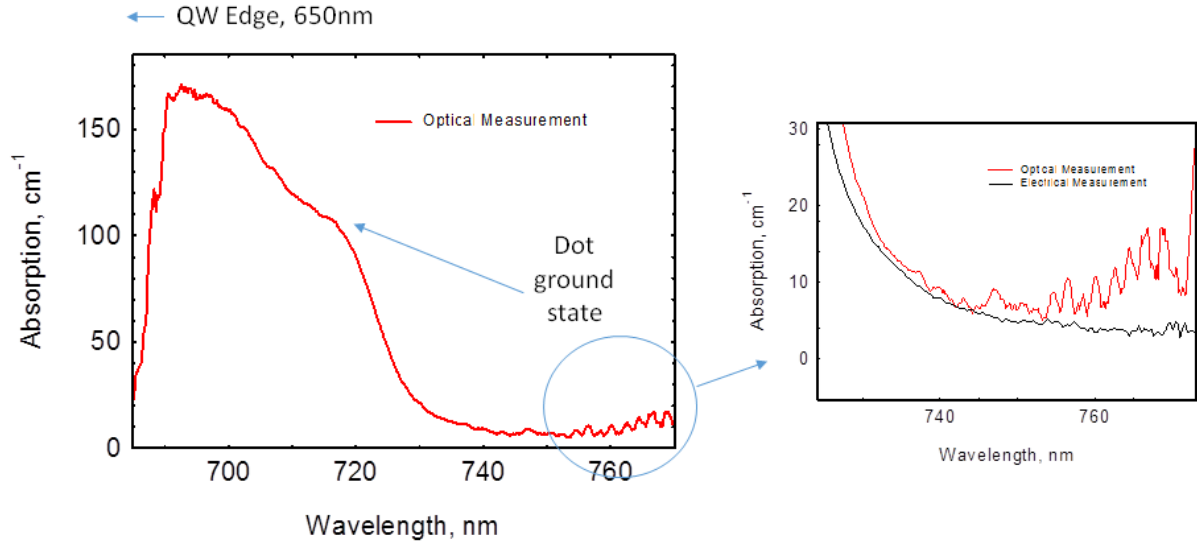 ← QW Edge, 650nm
Absorption, cm-1
150
100
50
0
Optical Measurement
Dot
ground
state
700
720
740
760
Wavelength, nm
Absorption, cm-1
30
20
10
0
Optical Measurement
Electrical Measurement
740
760
Wavelength, nm